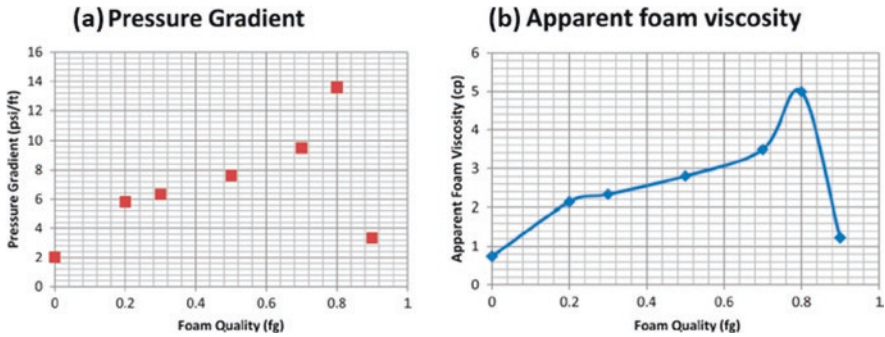 (a) Pressure Gradient
Pressure Gradient (psi/ft)
16
14
12
10
8
6
4
2
0
0 0.2 0.4 0.6 0.8 1
Foam Quality (fg)
(b) Apparent foam viscosity
Apparent Foam Viscosity (cp)
6
5
4
3
2
1
0
0 0.2 0.4 0.6 0.8 1
Foam Quality (fg)